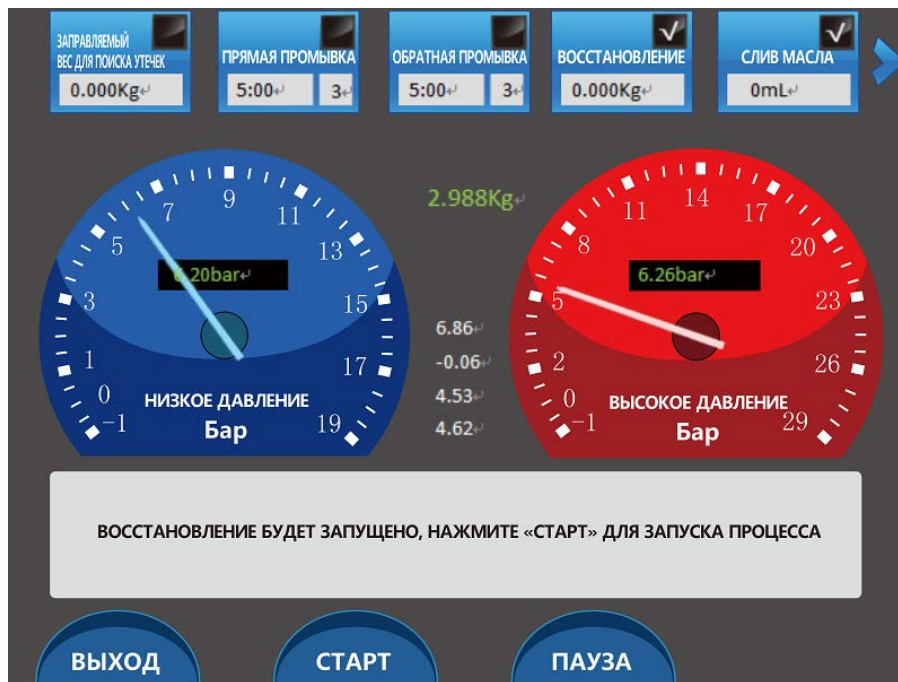 ЗАПРАВЛЯЕМЫЙ
ВЕС ДЛЯ ПОИСКА УТЕЧЕК
0.000Kg↵
ПРЯМАЯ ПРОМЫВКА
5:00↵ 3↵
ОБРАТНАЯ ПРОМЫВКА
5:00↵ 3↵
ВОССТАНОВЛЕНИЕ
0.000Kg↵
СЛИВ МАСЛА
0mL↵
-1 0 1 3 5 7 9 11 13 15 17 19
6.20bar↵
НИЗКОЕ ДАВЛЕНИЕ
Бар
2.988Kg↵
6.86↵
-0.06↵
4.53↵
4.62↵
-1 0 2 5 8 11 14 17 20 23 26 29
6.26bar↵
ВЫСОКОЕ ДАВЛЕНИЕ
Бар
ВОССТАНОВЛЕНИЕ БУДЕТ ЗАПУЩЕНО, НАЖМИТЕ «СТАРТ» ДЛЯ ЗАПУСКА ПРОЦЕССА
ВЫХОД
СТАРТ
ПАУЗА